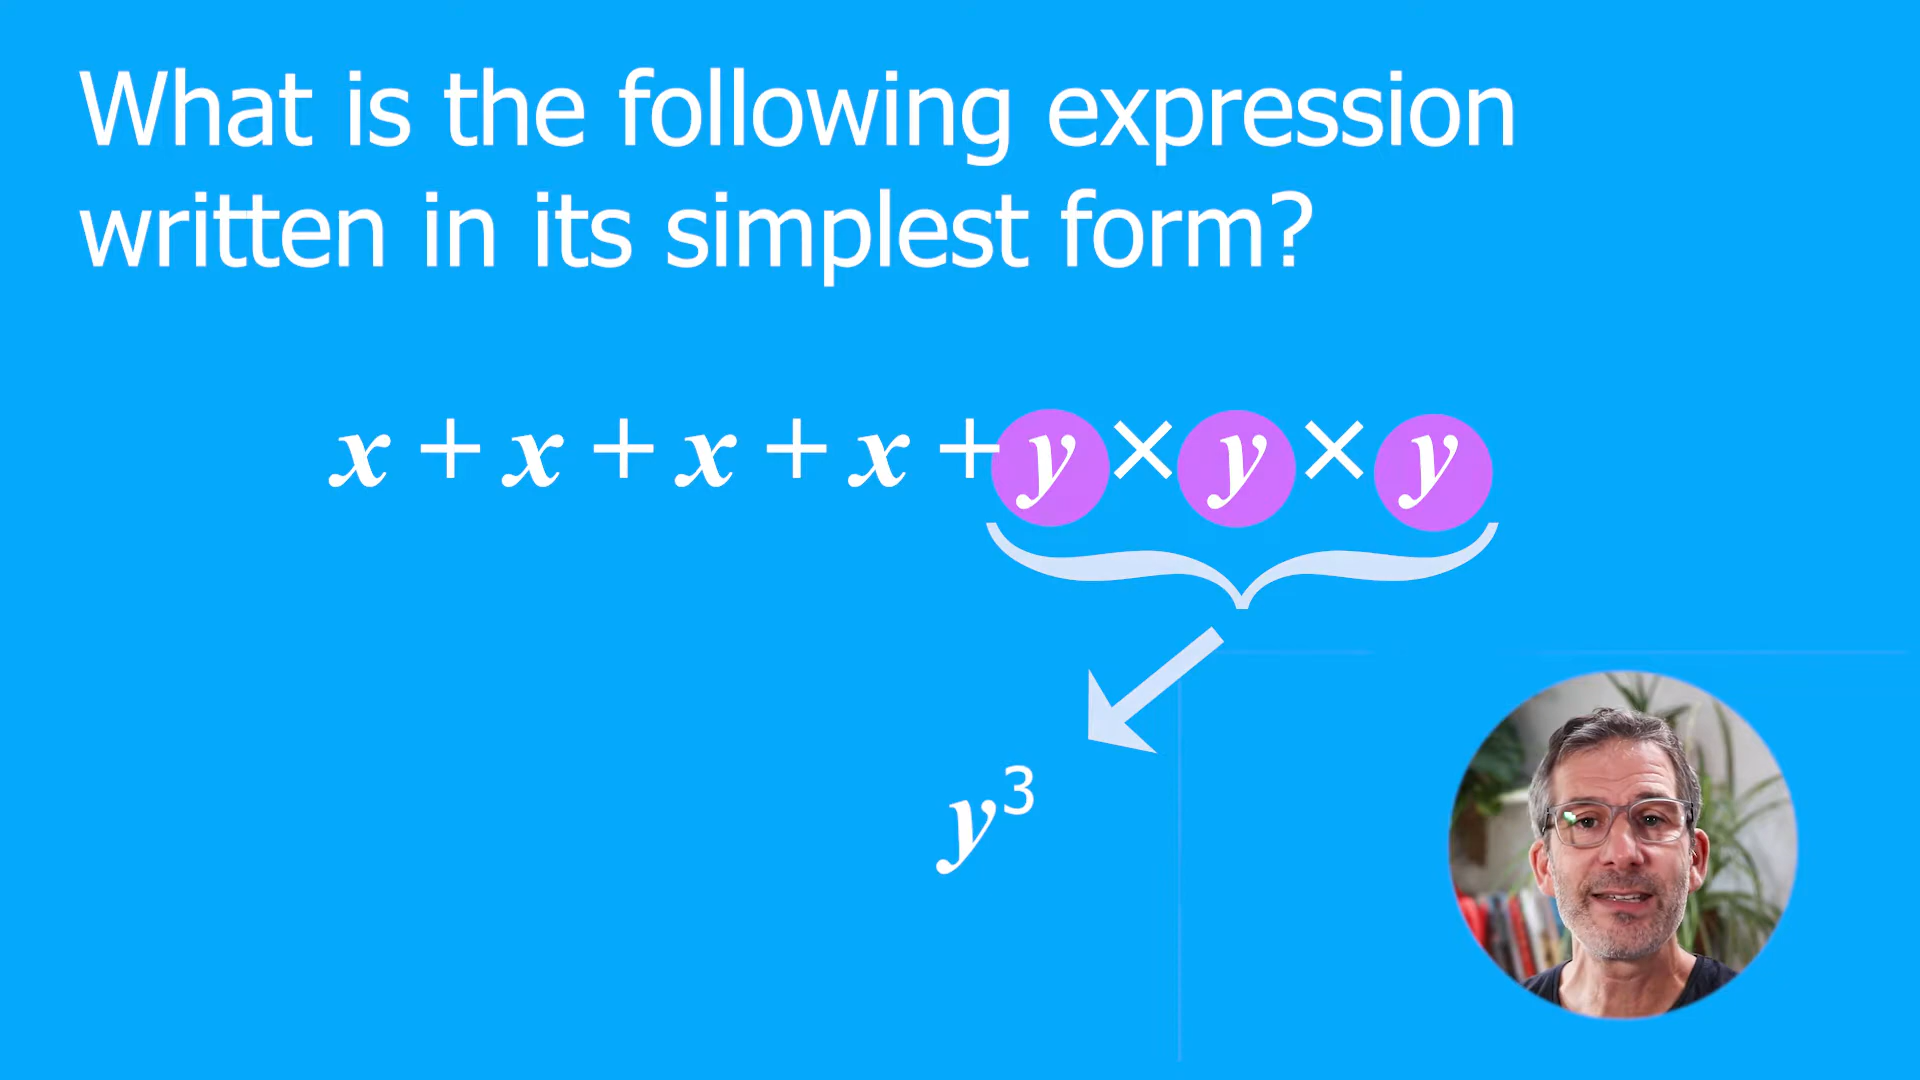 What is the following expression
written in its simplest form?
x + x + x + x + y × y × y
y³